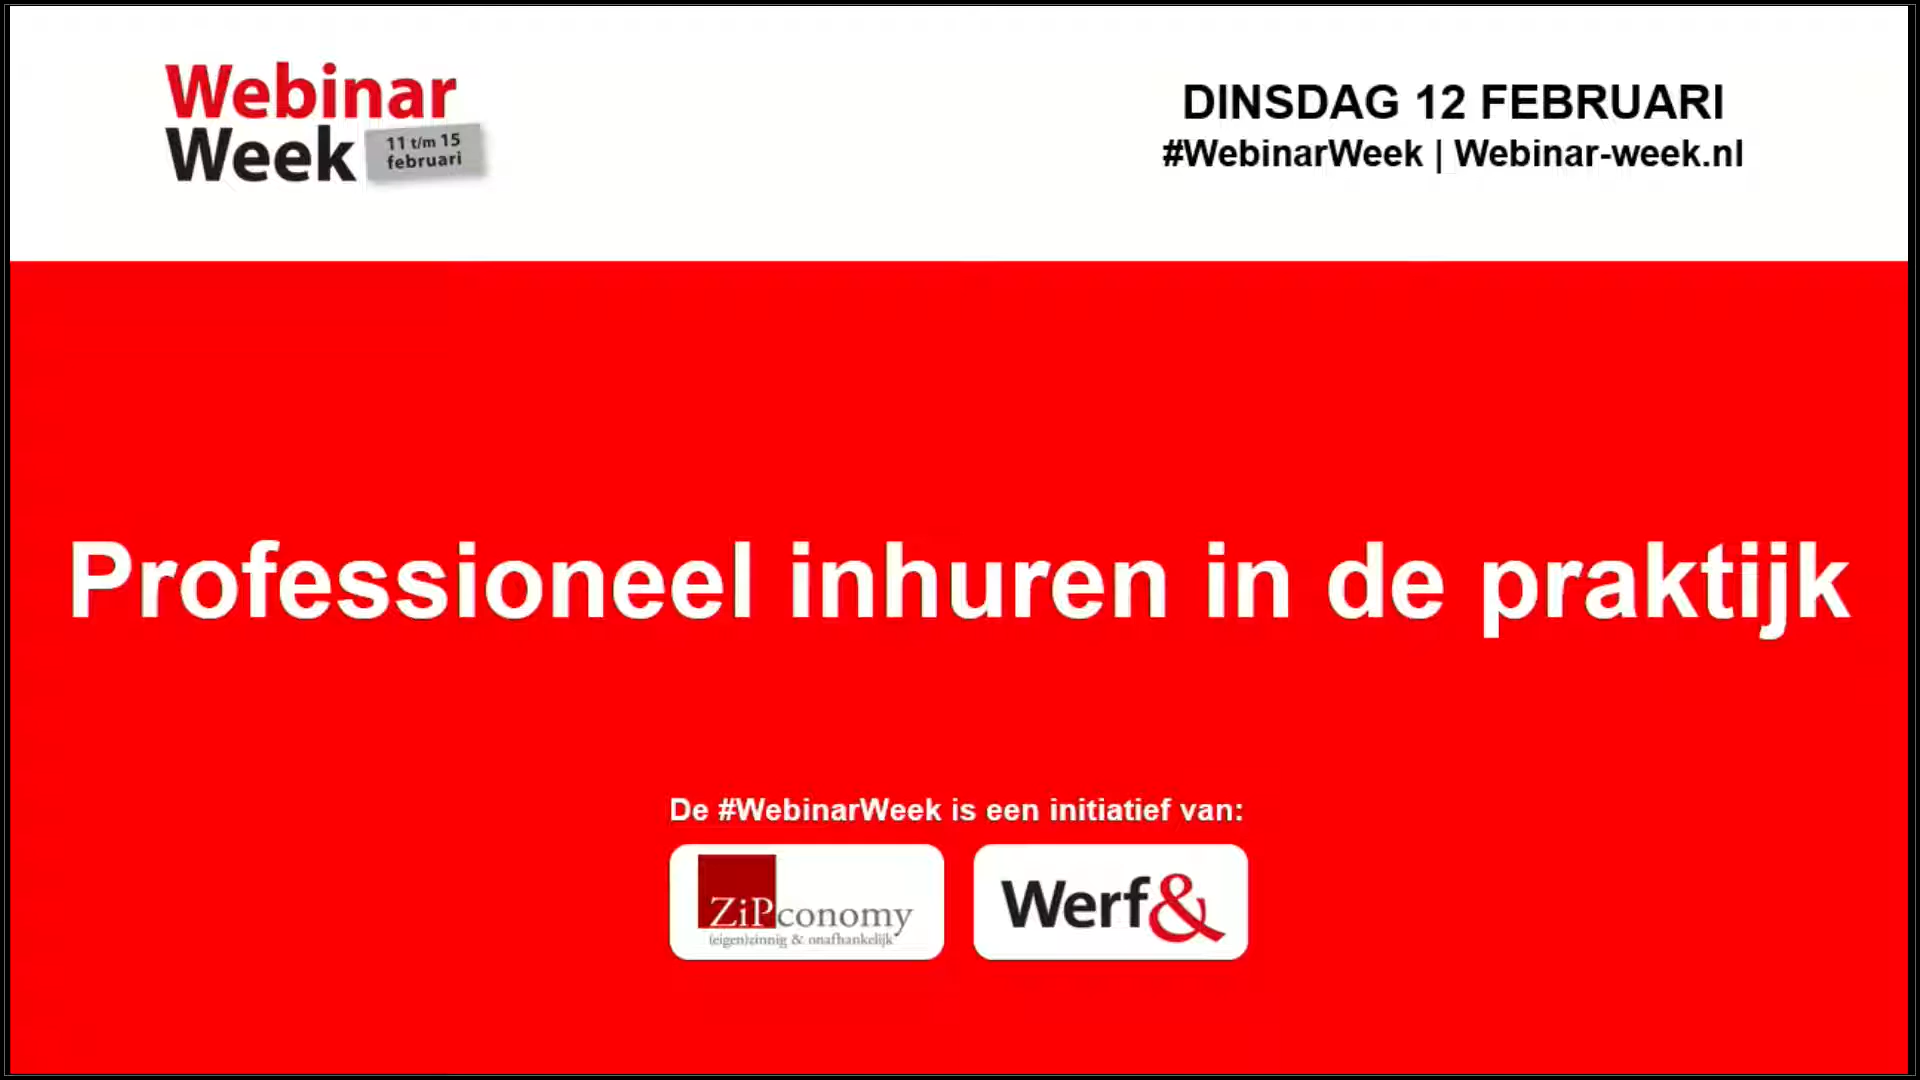 Webinar
Week
11 t/m 15
februari
DINSDAG 12 FEBRUARI
#WebinarWeek | Webinar-week.nl
Professioneel inhuren in de praktijk
De #WebinarWeek is een initiatief van:
ZiPconomy
(eigen)zinnig & onafhankelijk
Werf&